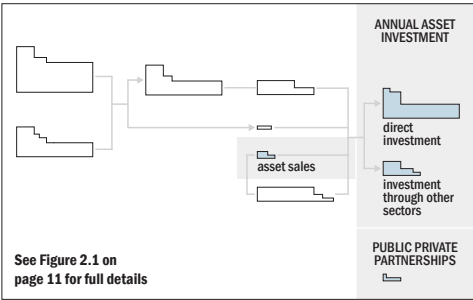 ANNUAL ASSET
INVESTMENT
direct
investment
asset sales
investment
through other
sectors
See Figure 2.1 on
page 11 for full details
PUBLIC PRIVATE
PARTNERSHIPS